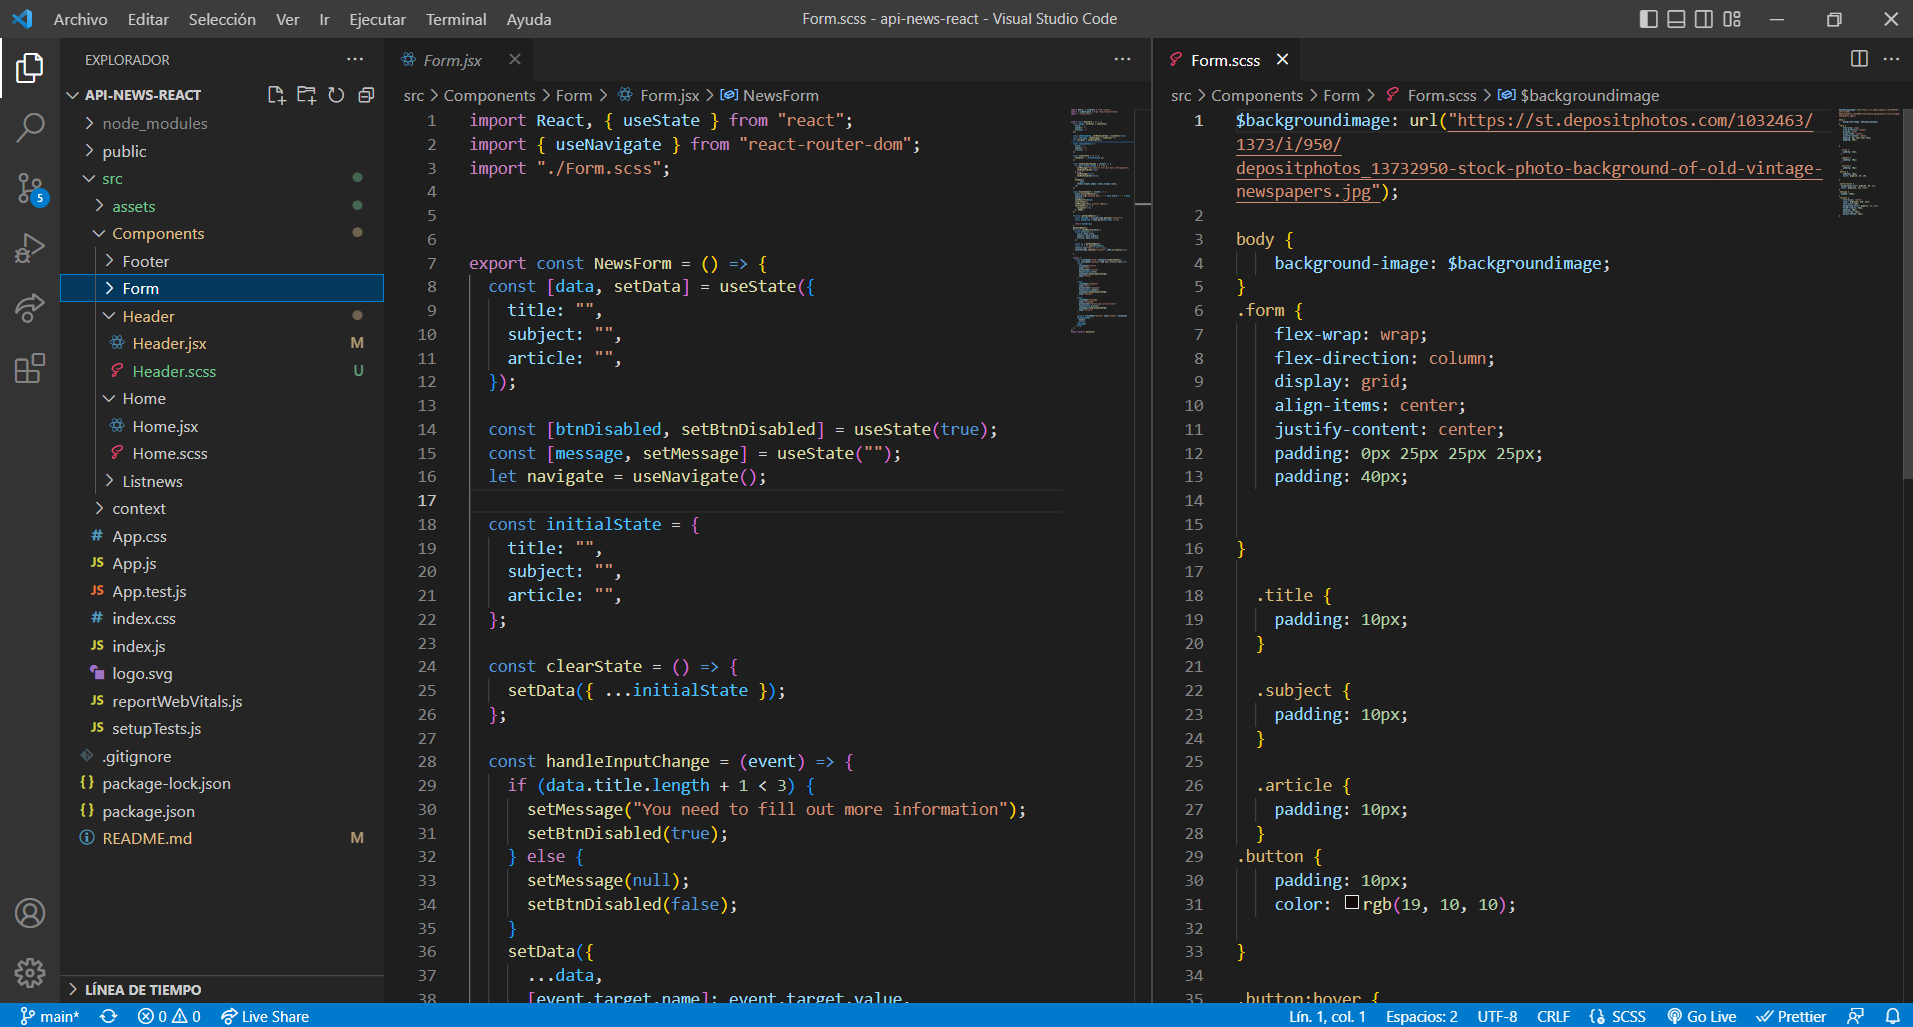 Archivo Editar Selección Ver Ir Ejecutar Terminal Ayuda
Form.scss - api-news-react - Visual Studio Code
EXPLORADOR
API-NEWS-REACT
node_modules
public
src
assets
Components
Footer
Form
Header
Header.jsx M
Header.scss U
Home
Home.jsx
Home.scss
Listnews
context
# App.css
JS App.js
JS App.test.js
# index.css
JS index.js
logo.svg
JS reportWebVitals.js
JS setupTests.js
.gitignore
{} package-lock.json
{} package.json
README.md M
LÍNEA DE TIEMPO
5
Form.jsx
src > Components > Form > Form.jsx > NewsForm
1 import React, { useState } from "react";
2 import { useNavigate } from "react-router-dom";
3 import "./Form.scss";
4
5
6
7 export const NewsForm = () => {
8 const [data, setData] = useState({
9 title: "",
10 subject: "",
11 article: "",
12 });
13
14 const [btnDisabled, setBtnDisabled] = useState(true);
15 const [message, setMessage] = useState("");
16 let navigate = useNavigate();
17
18 const initialState = {
19 title: "",
20 subject: "",
21 article: "",
22 };
23
24 const clearState = () => {
25 setData({ ...initialState });
26 };
27
28 const handleInputChange = (event) => {
29 if (data.title.length + 1 < 3) {
30 setMessage("You need to fill out more information");
31 setBtnDisabled(true);
32 } else {
33 setMessage(null);
34 setBtnDisabled(false);
35 }
36 setData({
37 ...data,
38 [event.target.name]: event.target.value,
Form.scss
src > Components > Form > Form.scss > $backgroundimage
1 $backgroundimage: url("https://st.depositphotos.com/1032463/
1373/i/950/
depositphotos_13732950-stock-photo-background-of-old-vintage-
newspapers.jpg");
2
3 body {
4 background-image: $backgroundimage;
5 }
6 .form {
7 flex-wrap: wrap;
8 flex-direction: column;
9 display: grid;
10 align-items: center;
11 justify-content: center;
12 padding: 0px 25px 25px 25px;
13 padding: 40px;
14
15
16 }
17
18 .title {
19 padding: 10px;
20 }
21
22 .subject {
23 padding: 10px;
24 }
25
26 .article {
27 padding: 10px;
28 }
29 .button {
30 padding: 10px;
31 color: rgb(19, 10, 10);
32
33 }
34
35 .button:hover {
main* 0 0 Live Share
Lín. 1, col. 1 Espacios: 2 UTF-8 CRLF {} SCSS Go Live Prettier